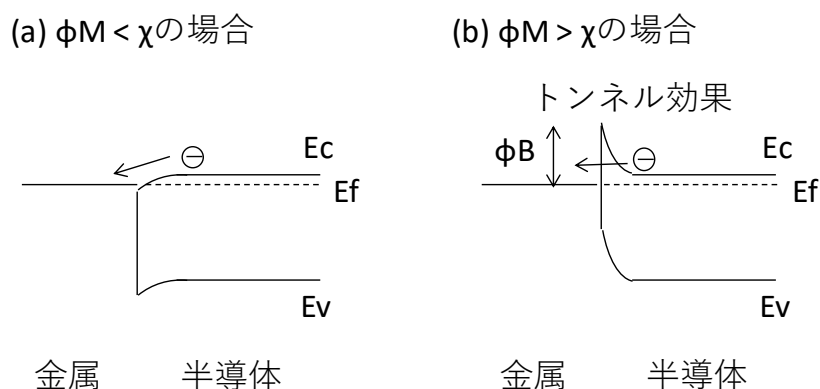 (a) ϕM < χの場合
Ec
Ef
Ev
金属 半導体
(b) ϕM > χの場合
トンネル効果
ϕB
Ec
Ef
Ev
金属 半導体